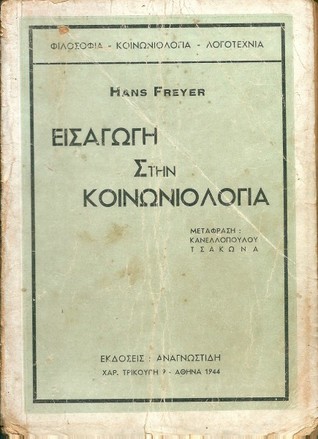 ΦΙΛΟΣΟΦΙΑ - ΚΟΙΝΩΝΙΟΛΟΓΙΑ - ΛΟΓΟΤΕΧΝΙΑ
HANS FREYER
ΕΙΣΑΓΩΓΗ
ΣΤΗΝ
ΚΟΙΝΩΝΙΟΛΟΓΙΑ
ΜΕΤΑΦΡΑΣΗ :
ΚΑΝΕΛΛΟΠΟΥΛΟΥ
ΤΣΑΚΩΝΑ
ΕΚΔΟΣΕΙΣ : ΑΝΑΓΝΩΣΤΙΔΗ
ΧΑΡ. ΤΡΙΚΟΥΠΗ 9 - ΑΘΗΝΑ 1944